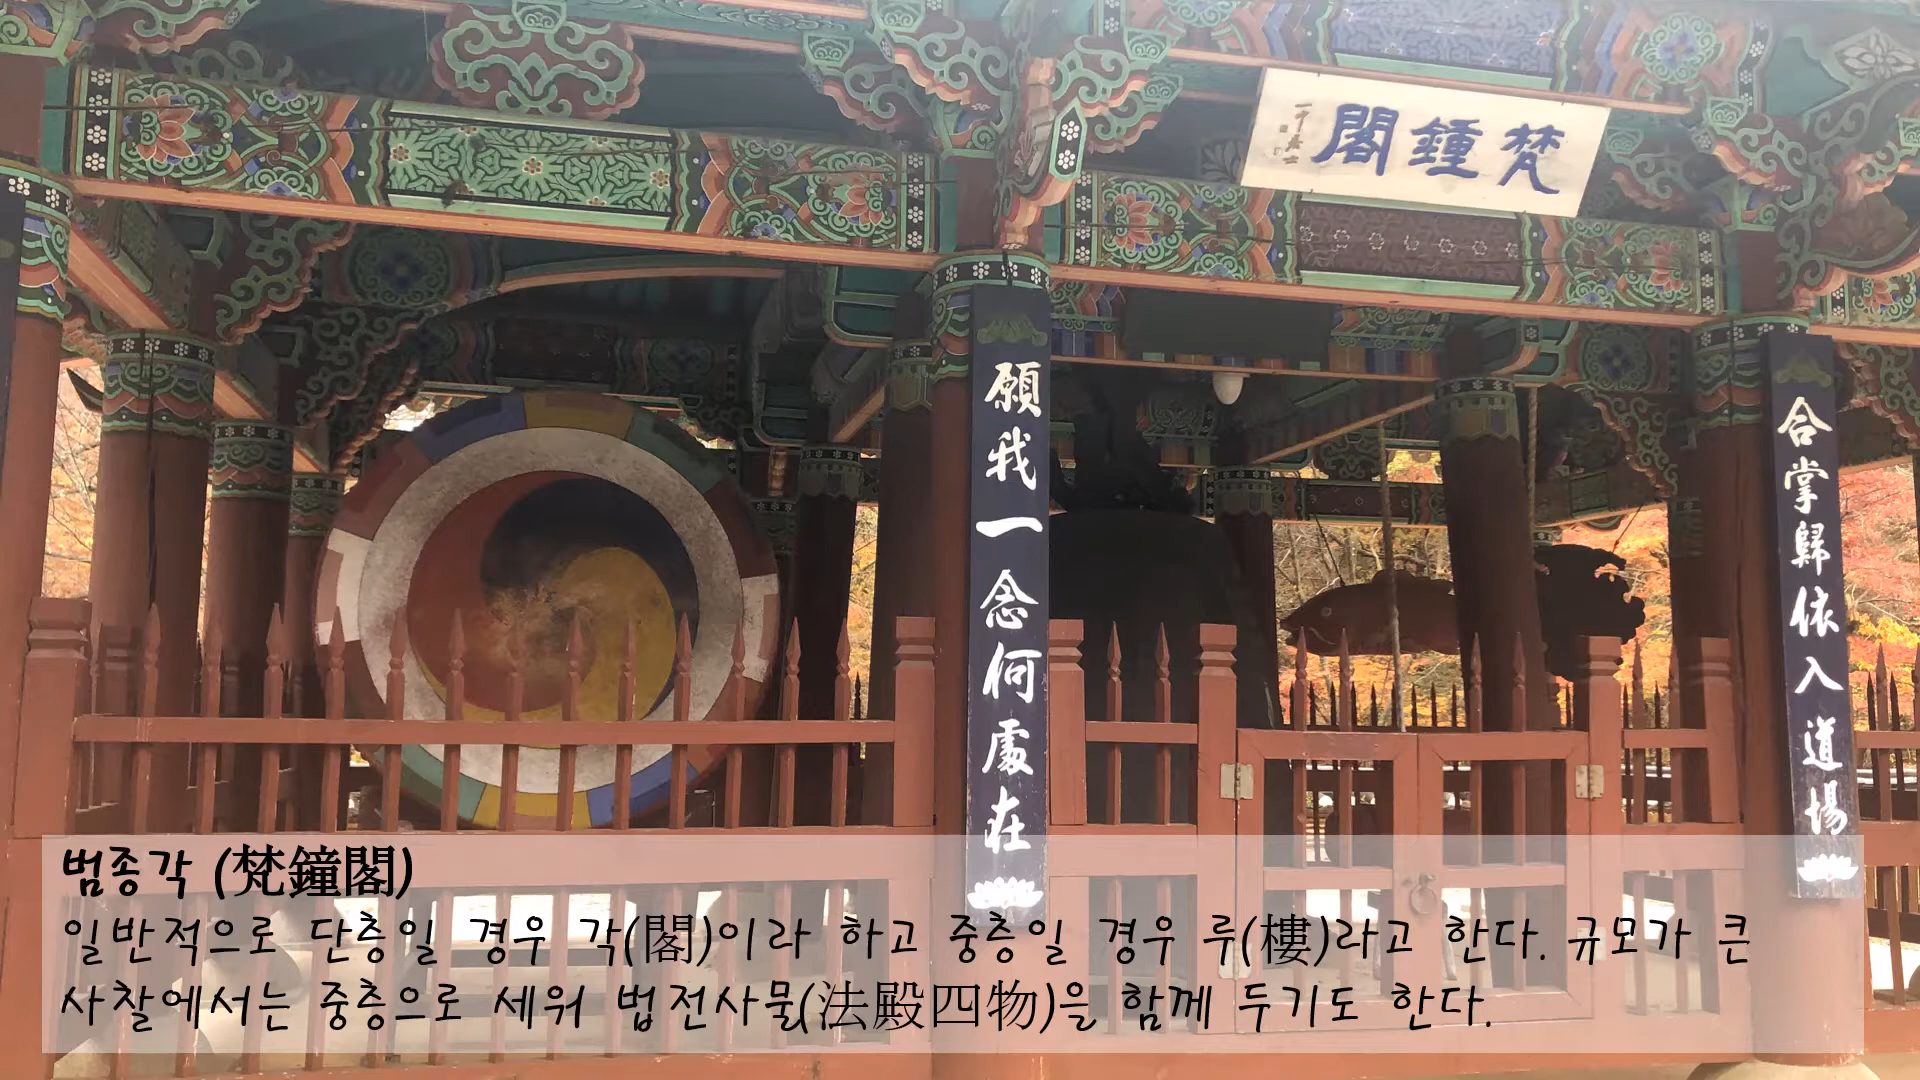 梵鍾閣
願我一念何處在
合掌歸依入道場
범종각 (梵鐘閣)
일반적으로 단층일 경우 각(閣)이라 하고 중층일 경우 루(樓)라고 한다. 규모가 큰
사찰에서는 중층으로 세워 법전사물(法殿四物)을 함께 두기도 한다.